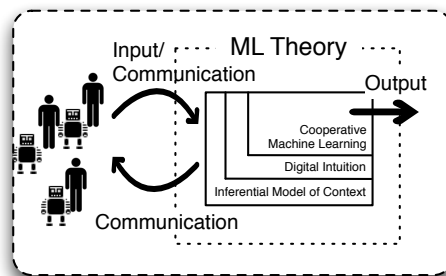 ML Theory
Input/
Communication
Output
Cooperative
Machine Learning
Digital Intuition
Inferential Model of Context
Communication